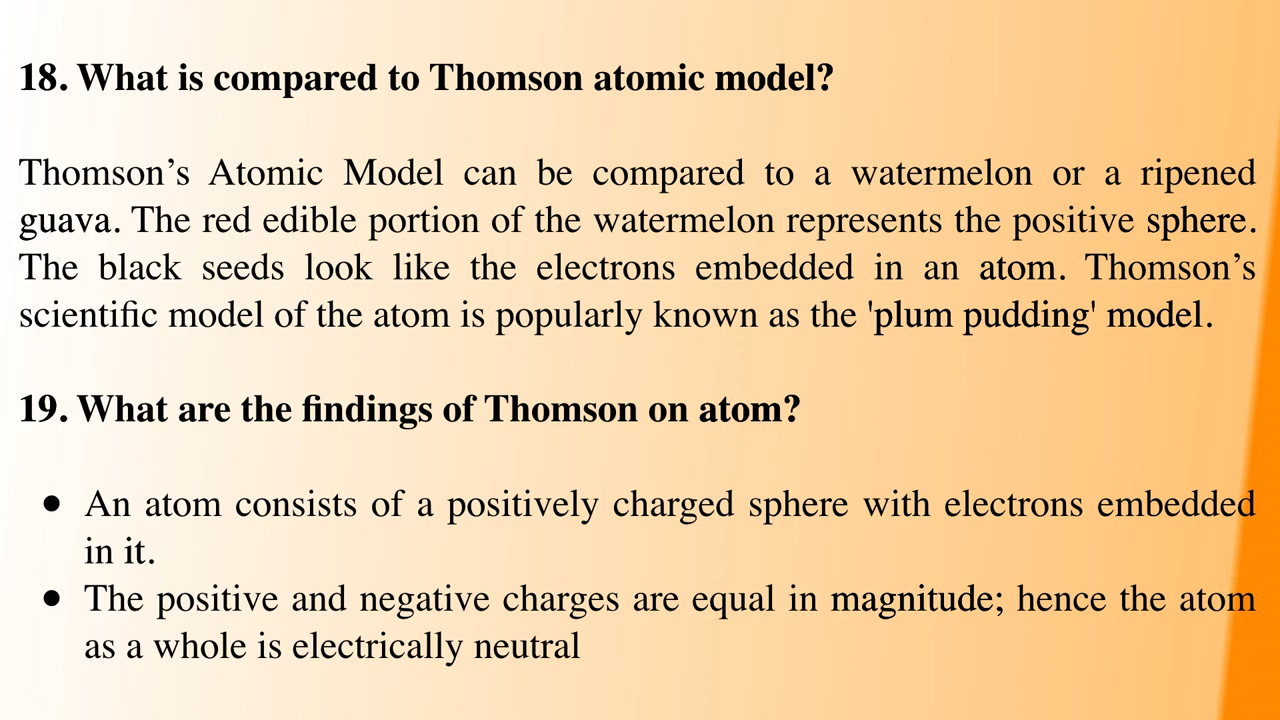 18. What is compared to Thomson atomic model?
Thomson’s Atomic Model can be compared to a watermelon or a ripened
guava. The red edible portion of the watermelon represents the positive sphere.
The black seeds look like the electrons embedded in an atom. Thomson’s
scientific model of the atom is popularly known as the 'plum pudding' model.
19. What are the findings of Thomson on atom?
● An atom consists of a positively charged sphere with electrons embedded
in it.
● The positive and negative charges are equal in magnitude; hence the atom
as a whole is electrically neutral